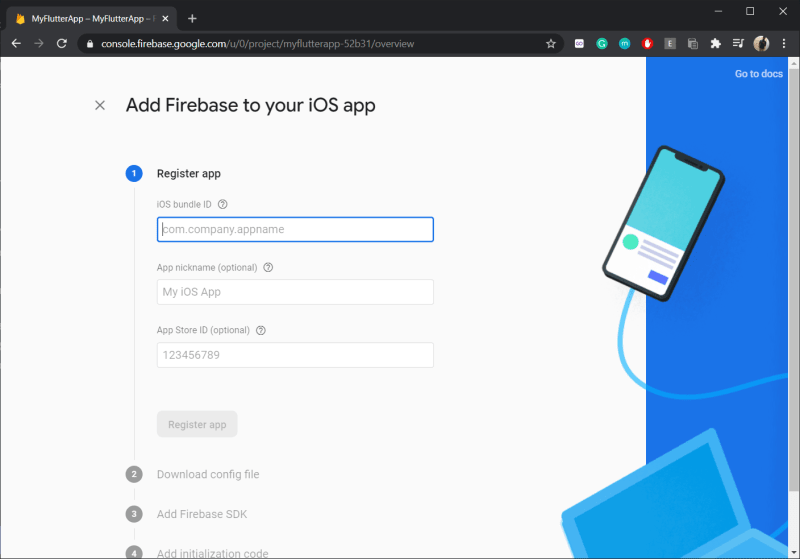 MyFlutterApp – MyFlutterApp –
console.firebase.google.com/u/0/project/myflutterapp-52b31/overview
Go to docs
Add Firebase to your iOS app
1 Register app
iOS bundle ID
com.company.appname
App nickname (optional)
My iOS App
App Store ID (optional)
123456789
Register app
2 Download config file
3 Add Firebase SDK
4 Add initialization code